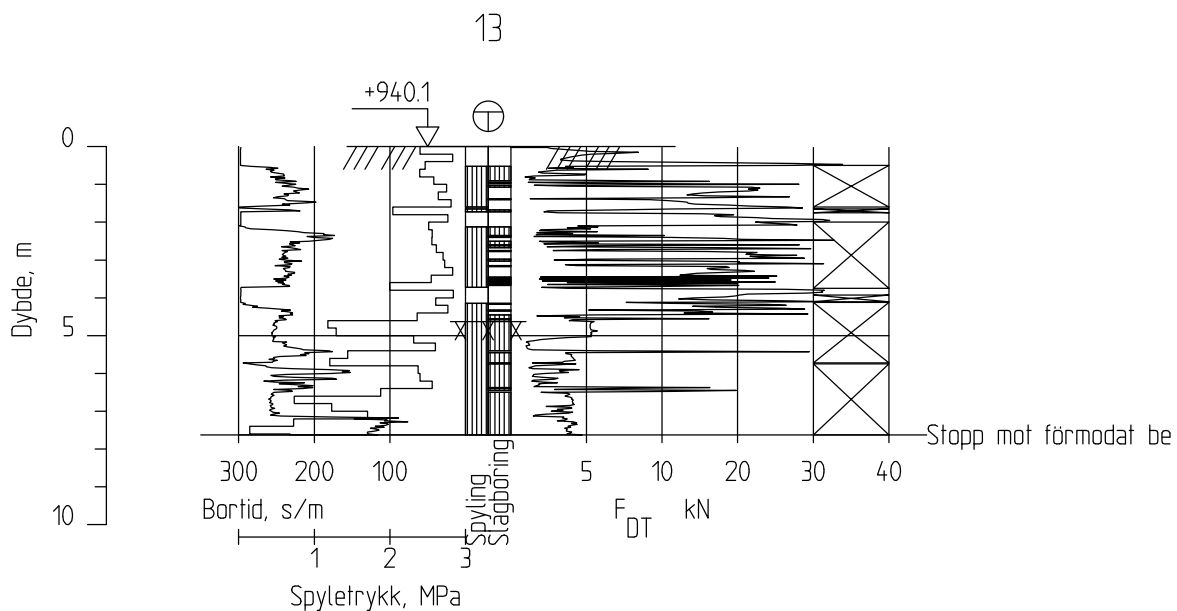 13
+940.1
0
Dybde, m
5
Stopp mot förmodat be
300 200 100 5 10 20 30 40
Bortid, s/m
Spyling
Slagboring
F DT kN
10
1 2 3
Spyletrykk, MPa